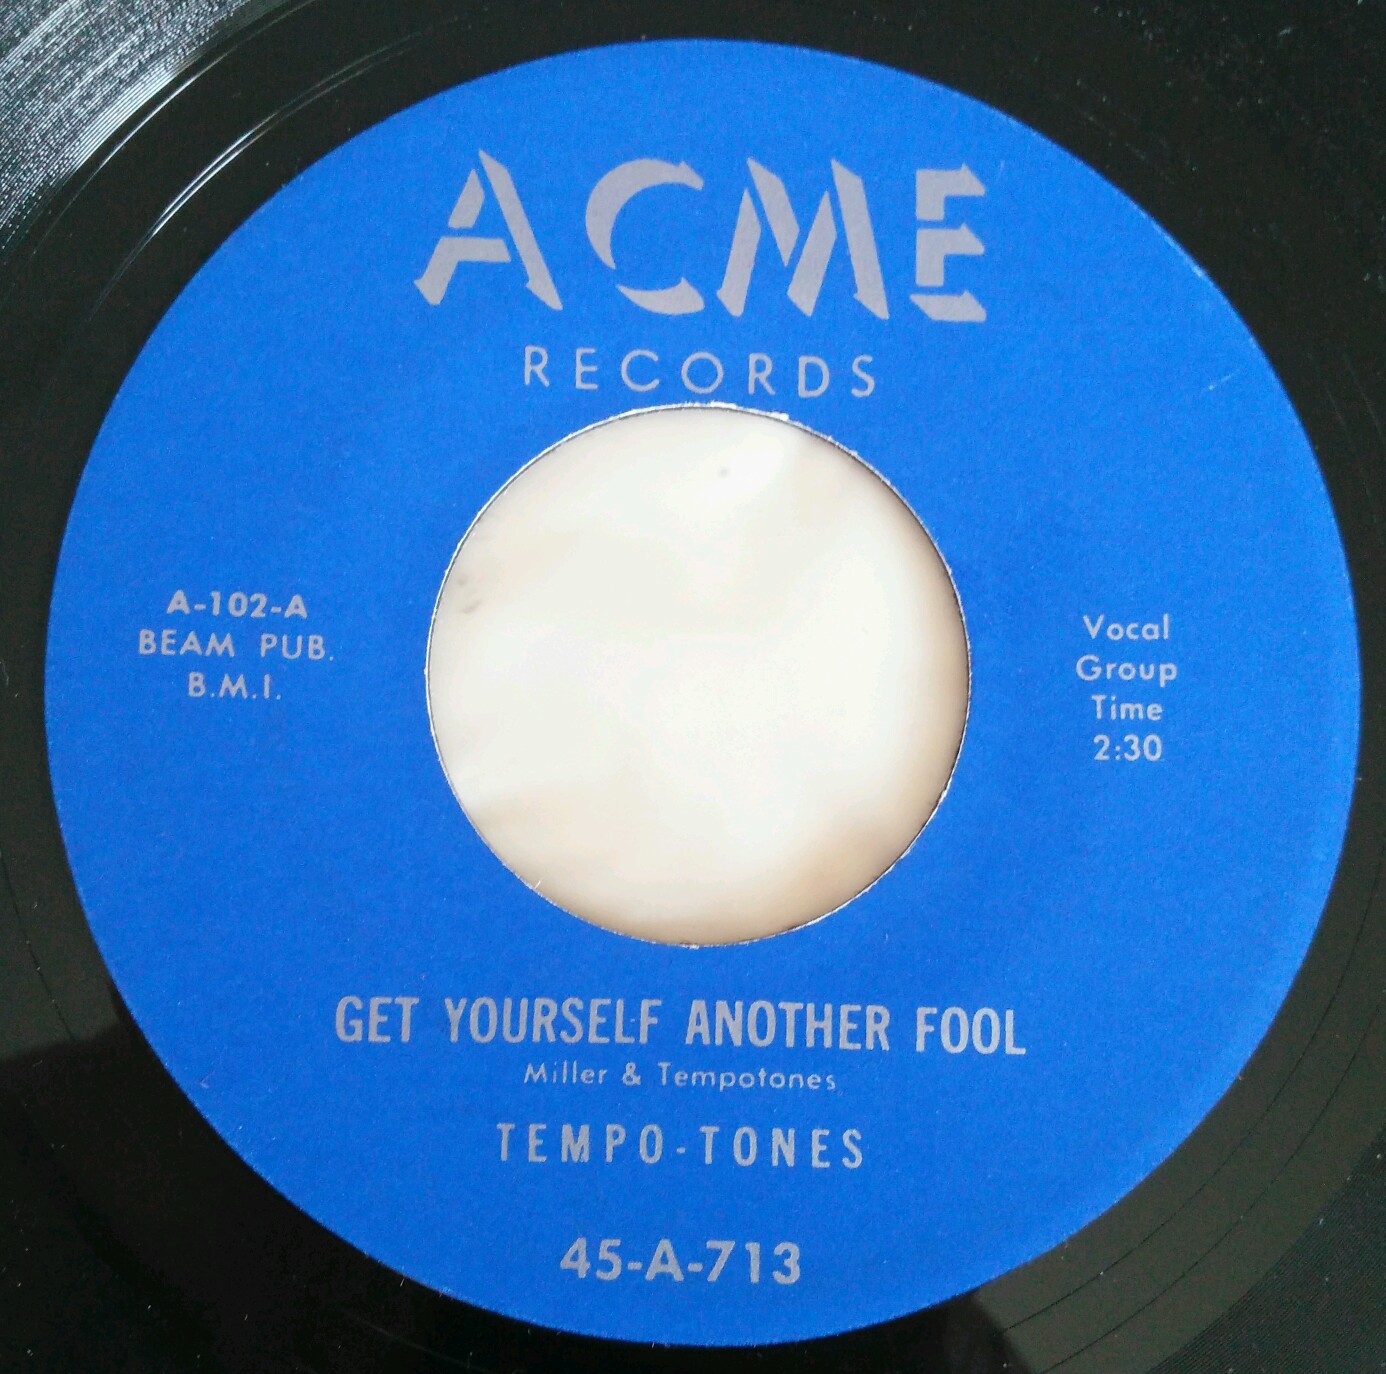 ACME
RECORDS
A-102-A
BEAM PUB.
B.M.I.
Vocal
Group
Time
2:30
GET YOURSELF ANOTHER FOOL
Miller & Tempotones
TEMPO-TONES
45-A-713